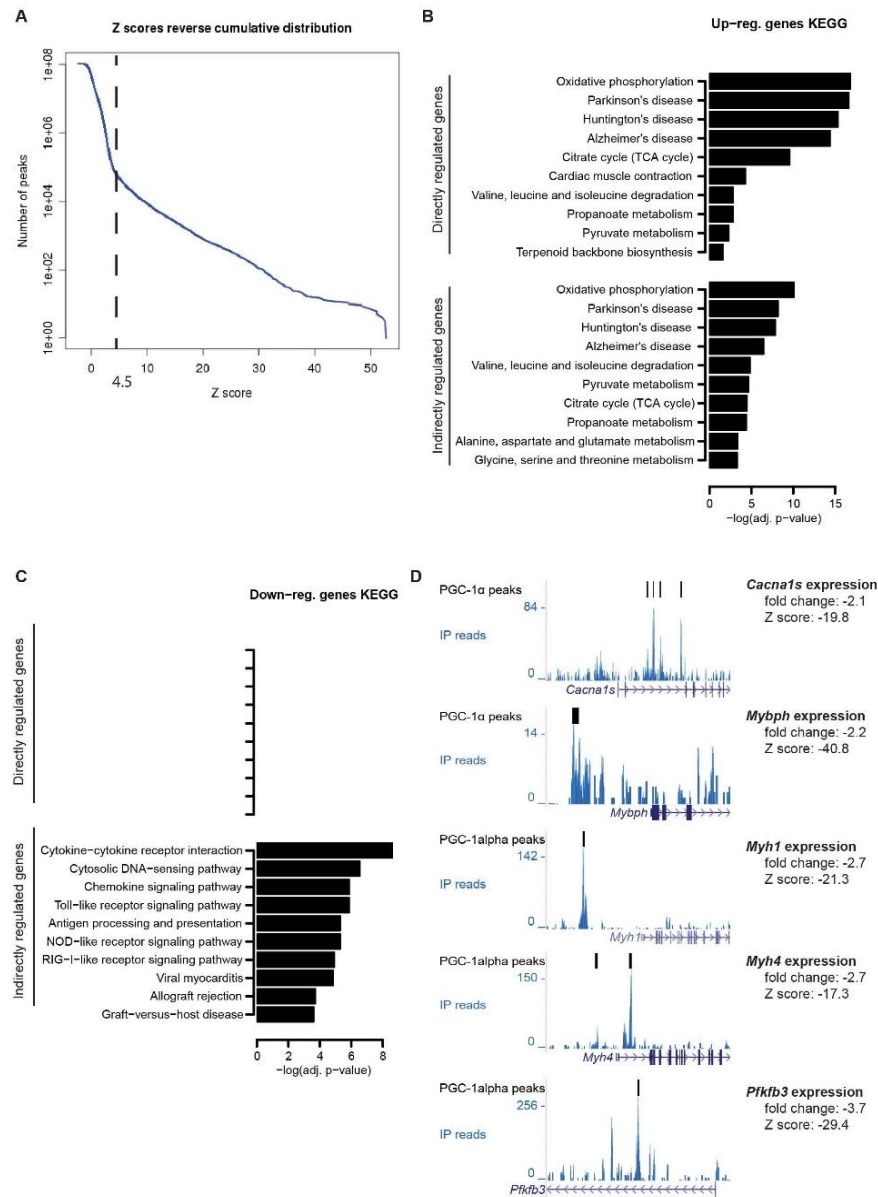 A
Z scores reverse cumulative distribution
Number of peaks
1e+08
1e+06
1e+04
1e+02
1e+00
0 10 20 30 40 50
4.5
Z score
B
Up-reg. genes KEGG
Directly regulated genes
Oxidative phosphorylation
Parkinson's disease
Huntington's disease
Alzheimer's disease
Citrate cycle (TCA cycle)
Cardiac muscle contraction
Valine, leucine and isoleucine degradation
Propanoate metabolism
Pyruvate metabolism
Terpenoid backbone biosynthesis
Indirectly regulated genes
Oxidative phosphorylation
Parkinson's disease
Huntington's disease
Alzheimer's disease
Valine, leucine and isoleucine degradation
Pyruvate metabolism
Citrate cycle (TCA cycle)
Propanoate metabolism
Alanine, aspartate and glutamate metabolism
Glycine, serine and threonine metabolism
0 5 10 15
-log(adj. p-value)
C
Down-reg. genes KEGG
Directly regulated genes
Indirectly regulated genes
Cytokine-cytokine receptor interaction
Cytosolic DNA-sensing pathway
Chemokine signaling pathway
Toll-like receptor signaling pathway
Antigen processing and presentation
NOD-like receptor signaling pathway
RIG-I-like receptor signaling pathway
Viral myocarditis
Allograft rejection
Graft-versus-host disease
0 2 4 6 8
-log(adj. p-value)
D
PGC-1α peaks
84
IP reads
0
Cacna1s
Cacna1s expression
fold change: -2.1
Z score: -19.8
PGC-1α peaks
14
IP reads
0
Mybph
Mybph expression
fold change: -2.2
Z score: -40.8
PGC-1alpha peaks
142
IP reads
0
Myh1
Myh1 expression
fold change: -2.7
Z score: -21.3
PGC-1alpha peaks
150
IP reads
0
Myh4
Myh4 expression
fold change: -2.7
Z score: -17.3
PGC-1alpha peaks
256
IP reads
0
Pfkfb3
Pfkfb3 expression
fold change: -3.7
Z score: -29.4